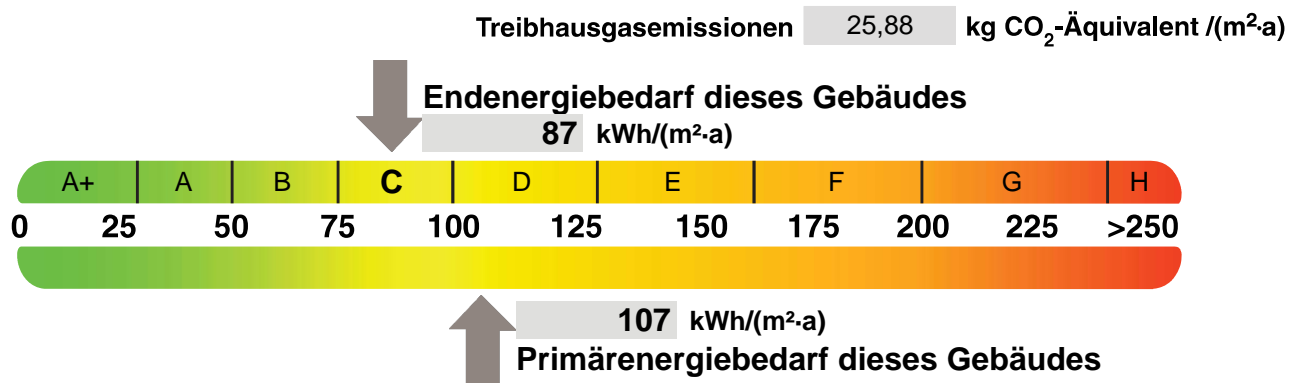 Treibhausgasemissionen 25,88 kg CO₂-Äquivalent /(m²·a)
Endenergiebedarf dieses Gebäudes
87 kWh/(m²·a)
A+ A B C D E F G H
0 25 50 75 100 125 150 175 200 225 >250
107 kWh/(m²·a)
Primärenergiebedarf dieses Gebäudes